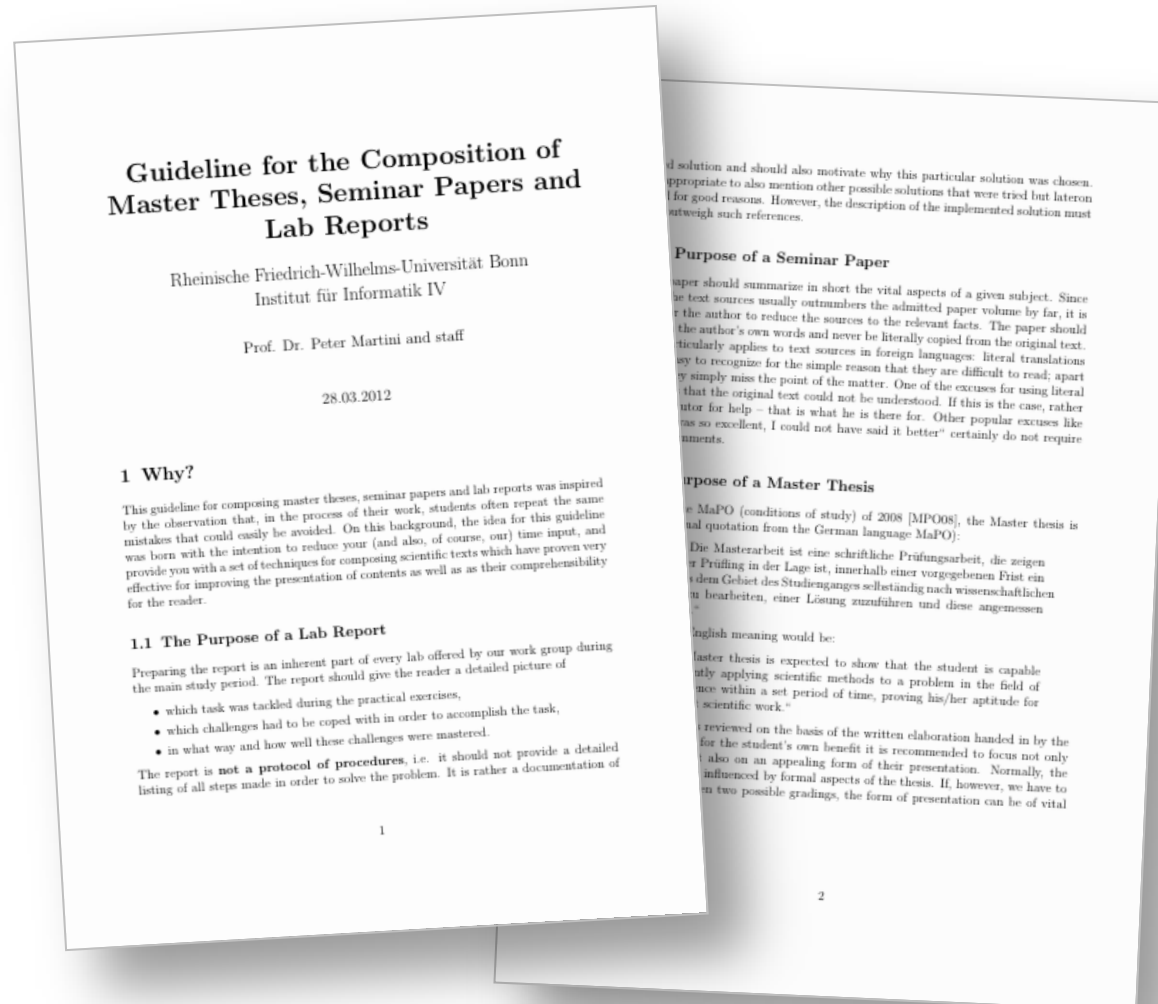 Guideline for the Composition of
Master Theses, Seminar Papers and
Lab Reports
Rheinische Friedrich-Wilhelms-Universität Bonn
Institut für Informatik IV
Prof. Dr. Peter Martini and staff
28.03.2012
1 Why?
This guideline for composing master theses, seminar papers and lab reports was inspired
by the observation that, in the process of their work, students often repeat the same
mistakes that could easily be avoided. On this background, the idea for this guideline
was born with the intention to reduce your (and also, of course, our) time input, and
provide you with a set of techniques for composing scientific texts which have proven very
effective for improving the presentation of contents as well as as their comprehensibility
for the reader.
1.1 The Purpose of a Lab Report
Preparing the report is an inherent part of every lab offered by our work group during
the main study period. The report should give the reader a detailed picture of
• which task was tackled during the practical exercises,
• which challenges had to be coped with in order to accomplish the task,
• in what way and how well these challenges were mastered.
The report is not a protocol of procedures, i.e. it should not provide a detailed
listing of all steps made in order to solve the problem. It is rather a documentation of
1
solution and should also motivate why this particular solution was chosen.
appropriate to also mention other possible solutions that were tried but lateron
for good reasons. However, the description of the implemented solution must
outweigh such references.
Purpose of a Seminar Paper
paper should summarize in short the vital aspects of a given subject. Since
text sources usually outnumbers the admitted paper volume by far, it is
the author to reduce the sources to the relevant facts. The paper should
the author's own words and never be literally copied from the original text.
applies to text sources in foreign languages: literal translations
to recognize for the simple reason that they are difficult to read; apart
simply miss the point of the matter. One of the excuses for using literal
that the original text could not be understood. If this is the case, rather
for help – that is what he is there for. Other popular excuses like
so excellent, I could not have said it better“ certainly do not require
Purpose of a Master Thesis
MaPO (conditions of study) of 2008 [MPO08], the Master thesis is
quotation from the German language MaPO):
Die Masterarbeit ist eine schriftliche Prüfungsarbeit, die zeigen
Prüfling in der Lage ist, innerhalb einer vorgegebenen Frist ein
dem Gebiet des Studienganges selbständig nach wissenschaftlichen
bearbeiten, einer Lösung zuzuführen und diese angemessen
“
English meaning would be:
Master thesis is expected to show that the student is capable
applying scientific methods to a problem in the field of
within a set period of time, proving his/her aptitude for
scientific work.“
reviewed on the basis of the written elaboration handed in by the
for the student's own benefit it is recommended to focus not only
also on an appealing form of their presentation. Normally, the
influenced by formal aspects of the thesis. If, however, we have to
two possible gradings, the form of presentation can be of vital
2